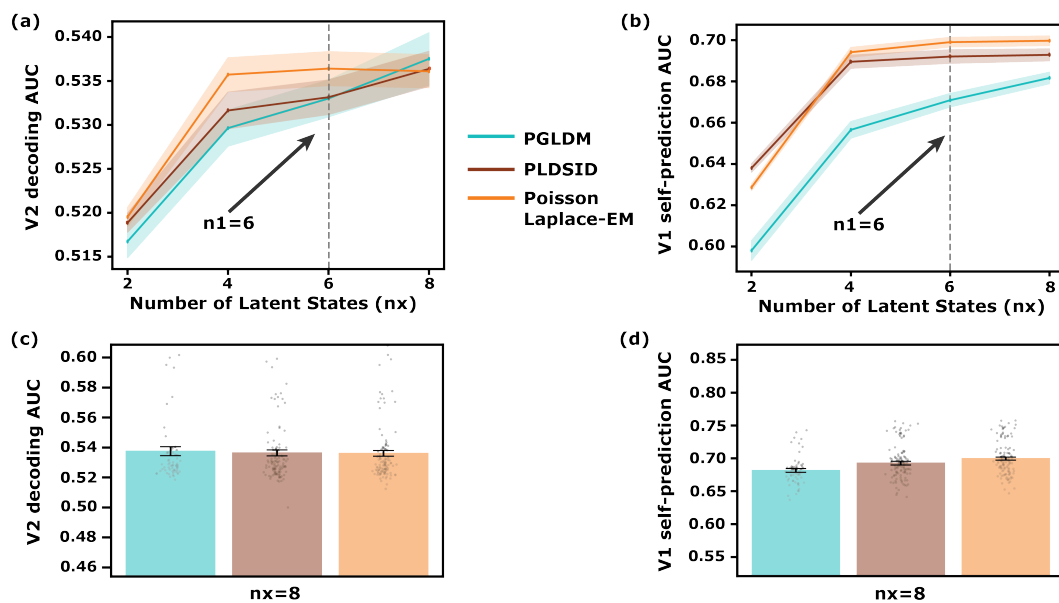 (a)
V2 decoding AUC
0.540
0.535
0.530
0.525
0.520
0.515
n1=6
2
4
6
8
Number of Latent States (nx)
PGLDM
PLDSID
Poisson
Laplace-EM
(b)
V1 self-prediction AUC
0.70
0.68
0.66
0.64
0.62
0.60
n1=6
2
4
6
8
Number of Latent States (nx)
(c)
V2 decoding AUC
0.60
0.58
0.56
0.54
0.52
0.50
0.48
0.46
nx=8
(d)
V1 self-prediction AUC
0.85
0.80
0.75
0.70
0.65
0.60
0.55
nx=8